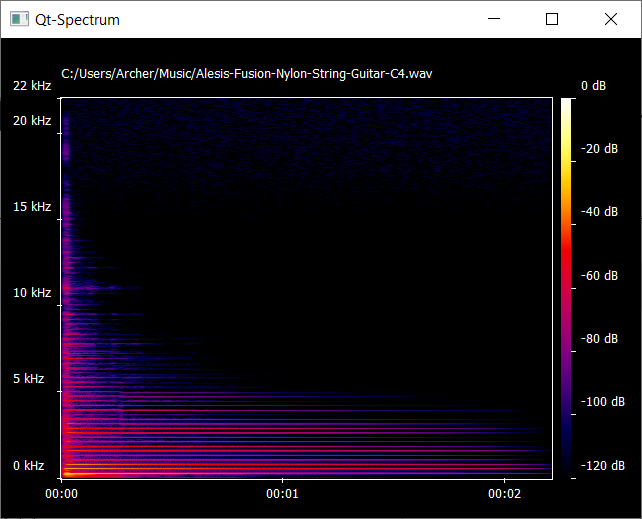 Qt-Spectrum
C:/Users/Archer/Music/Alesis-Fusion-Nylon-String-Guitar-C4.wav
22 kHz
20 kHz
15 kHz
10 kHz
5 kHz
0 kHz
0 dB
-20 dB
-40 dB
-60 dB
-80 dB
-100 dB
-120 dB
00:00
00:01
00:02